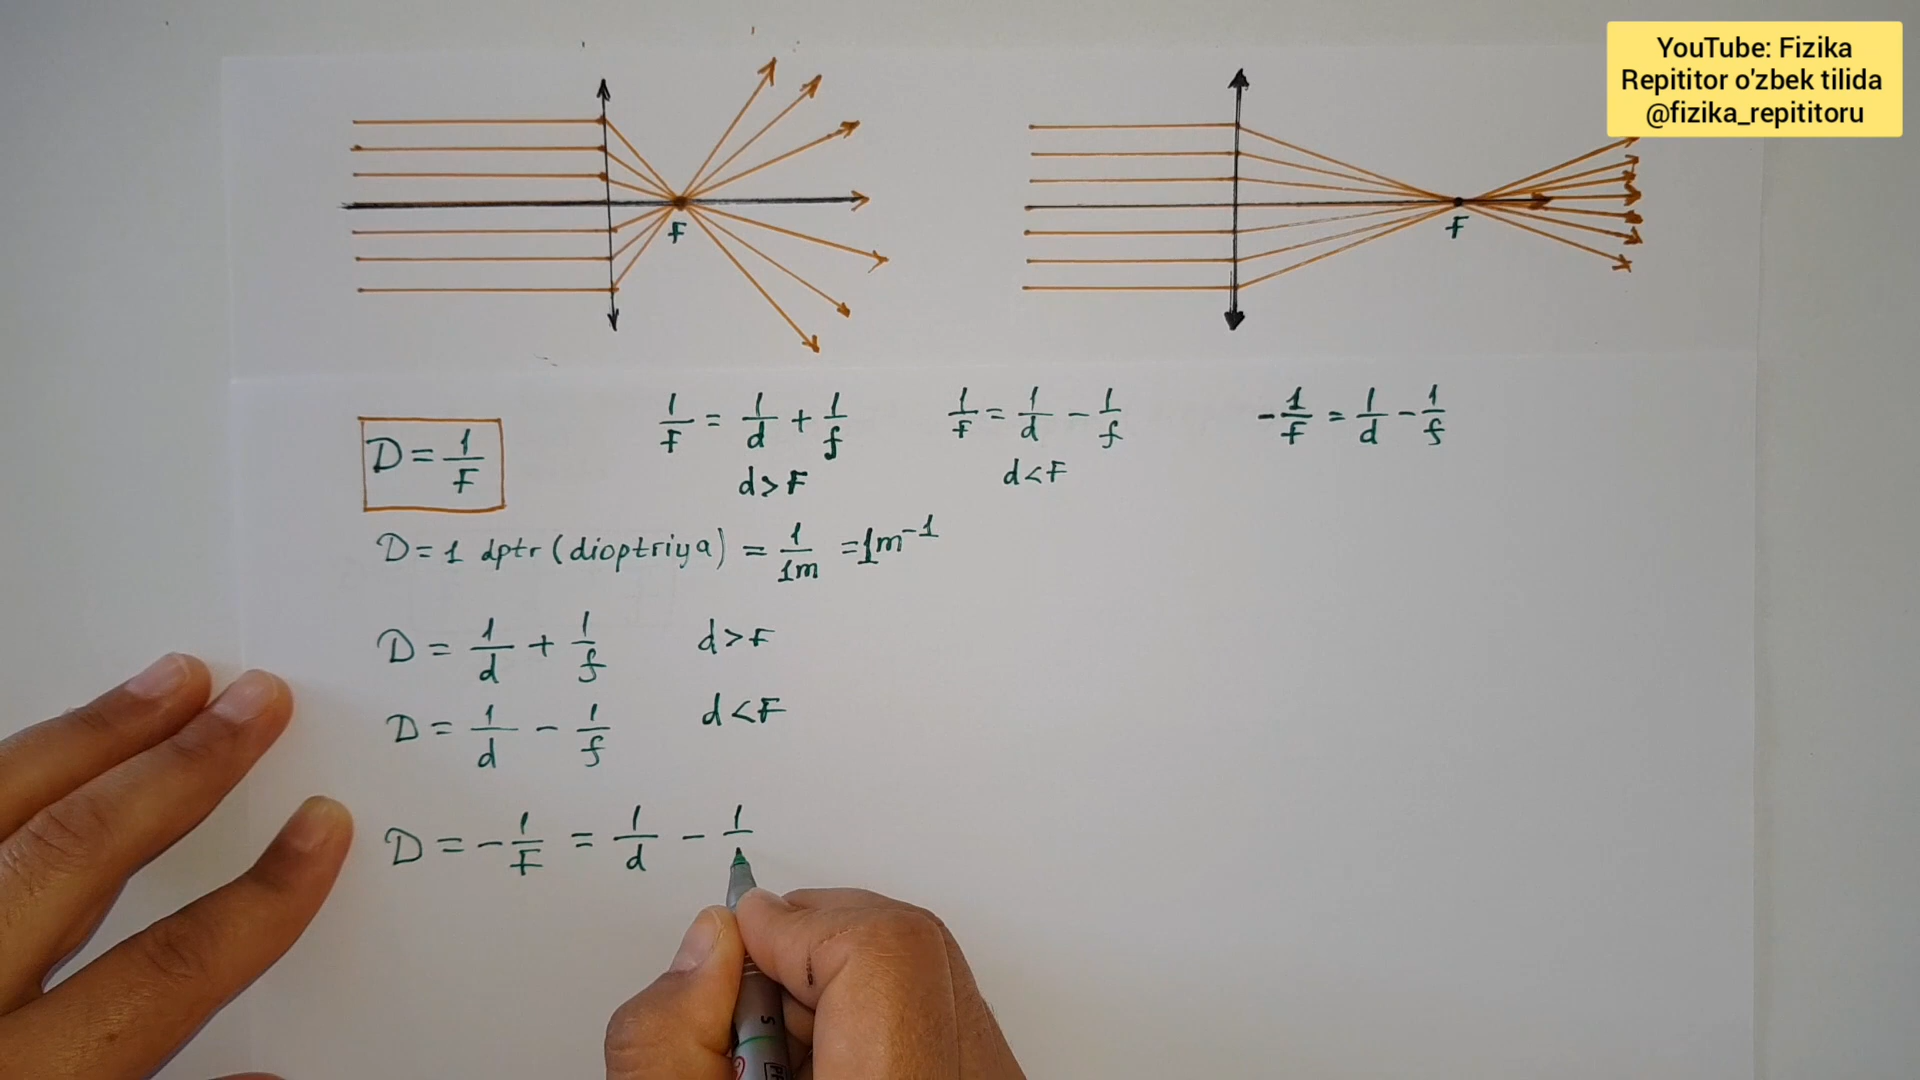 YouTube: Fizika
Repititor o'zbek tilida
@fizika_repititoru
F
F
D = 1/F
1/F = 1/d + 1/f
d > F
1/F = 1/d - 1/f
d < F
- 1/F = 1/d - 1/f
D = 1 dptr (dioptriya) = 1/1m = 1m⁻¹
D = 1/d + 1/f d > F
D = 1/d - 1/f d < F
D = - 1/F = 1/d - 1/